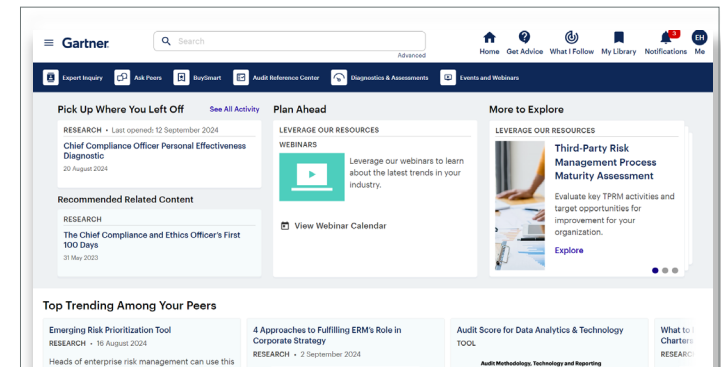 Gartner
Search
Advanced
Home
Get Advice
What I Follow
My Library
3
Notifications
EH
Me
Expert Inquiry
Ask Peers
BuySmart
Audit Reference Center
Diagnostics & Assessments
Events and Webinars
Pick Up Where You Left Off
See All Activity
RESEARCH • Last opened: 12 September 2024
Chief Compliance Officer Personal Effectiveness
Diagnostic
20 August 2024
Recommended Related Content
RESEARCH
The Chief Compliance and Ethics Officer's First
100 Days
31 May 2023
Plan Ahead
LEVERAGE OUR RESOURCES
WEBINARS
Leverage our webinars to learn
about the latest trends in your
industry.
View Webinar Calendar
More to Explore
LEVERAGE OUR RESOURCES
Third-Party Risk
Management Process
Maturity Assessment
Evaluate key TPRM activities and
target opportunities for
improvement for your
organization.
Explore
Top Trending Among Your Peers
Emerging Risk Prioritization Tool
RESEARCH • 16 August 2024
Heads of enterprise risk management can use this
4 Approaches to Fulfilling ERM's Role in
Corporate Strategy
RESEARCH • 2 September 2024
Audit Score for Data Analytics & Technology
TOOL
Audit Methodology, Technology and Reporting
What to
Charters
RESEARC